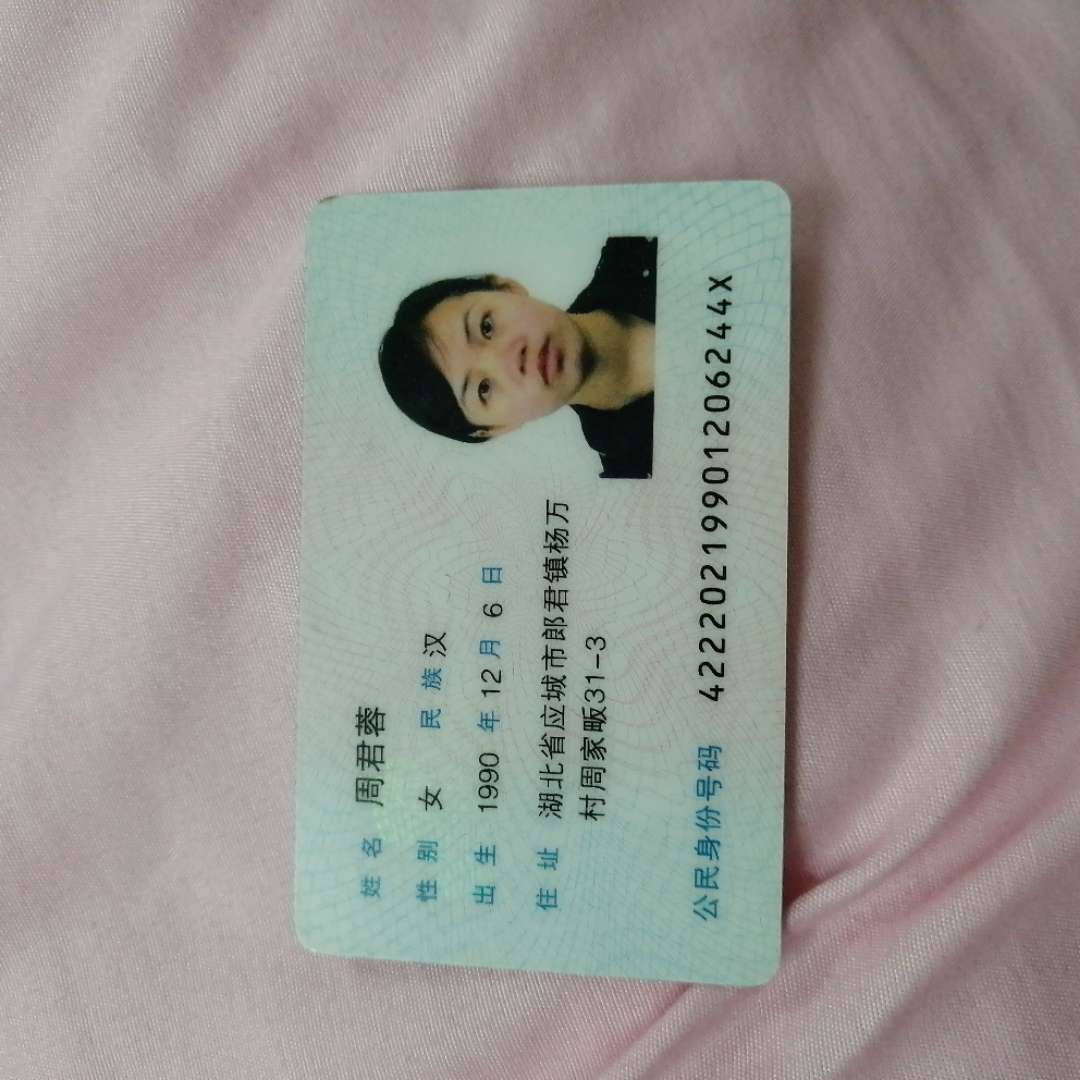 姓名 周君蓉
性别 女 民族 汉
出生 1990 年 12 月 6 日
住址 湖北省应城市郎君镇杨万
村周家畈31-3
公民身份号码 42220219901206244X